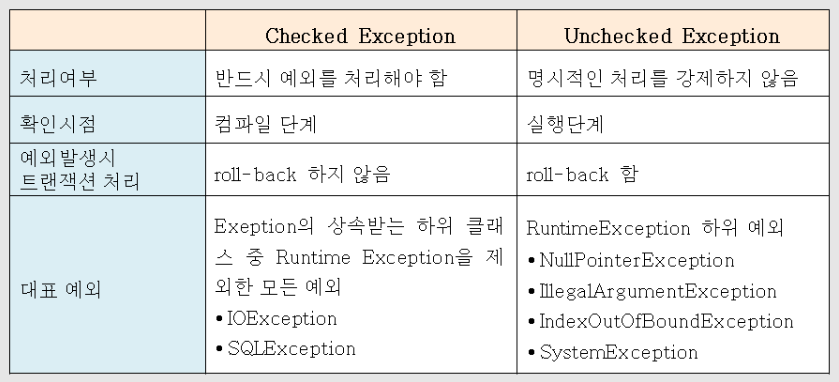 Checked Exception
Unchecked Exception
처리여부
반드시 예외를 처리해야 함
명시적인 처리를 강제하지 않음
확인시점
컴파일 단계
실행단계
예외발생시
트랜잭션 처리
roll-back 하지 않음
roll-back 함
대표 예외
Exeption의 상속받는 하위 클래
스 중 Runtime Exception을 제
외한 모든 예외
•IOException
•SQLException
RuntimeException 하위 예외
•NullPointerException
•IllegalArgumentException
•IndexOutOfBoundException
•SystemException